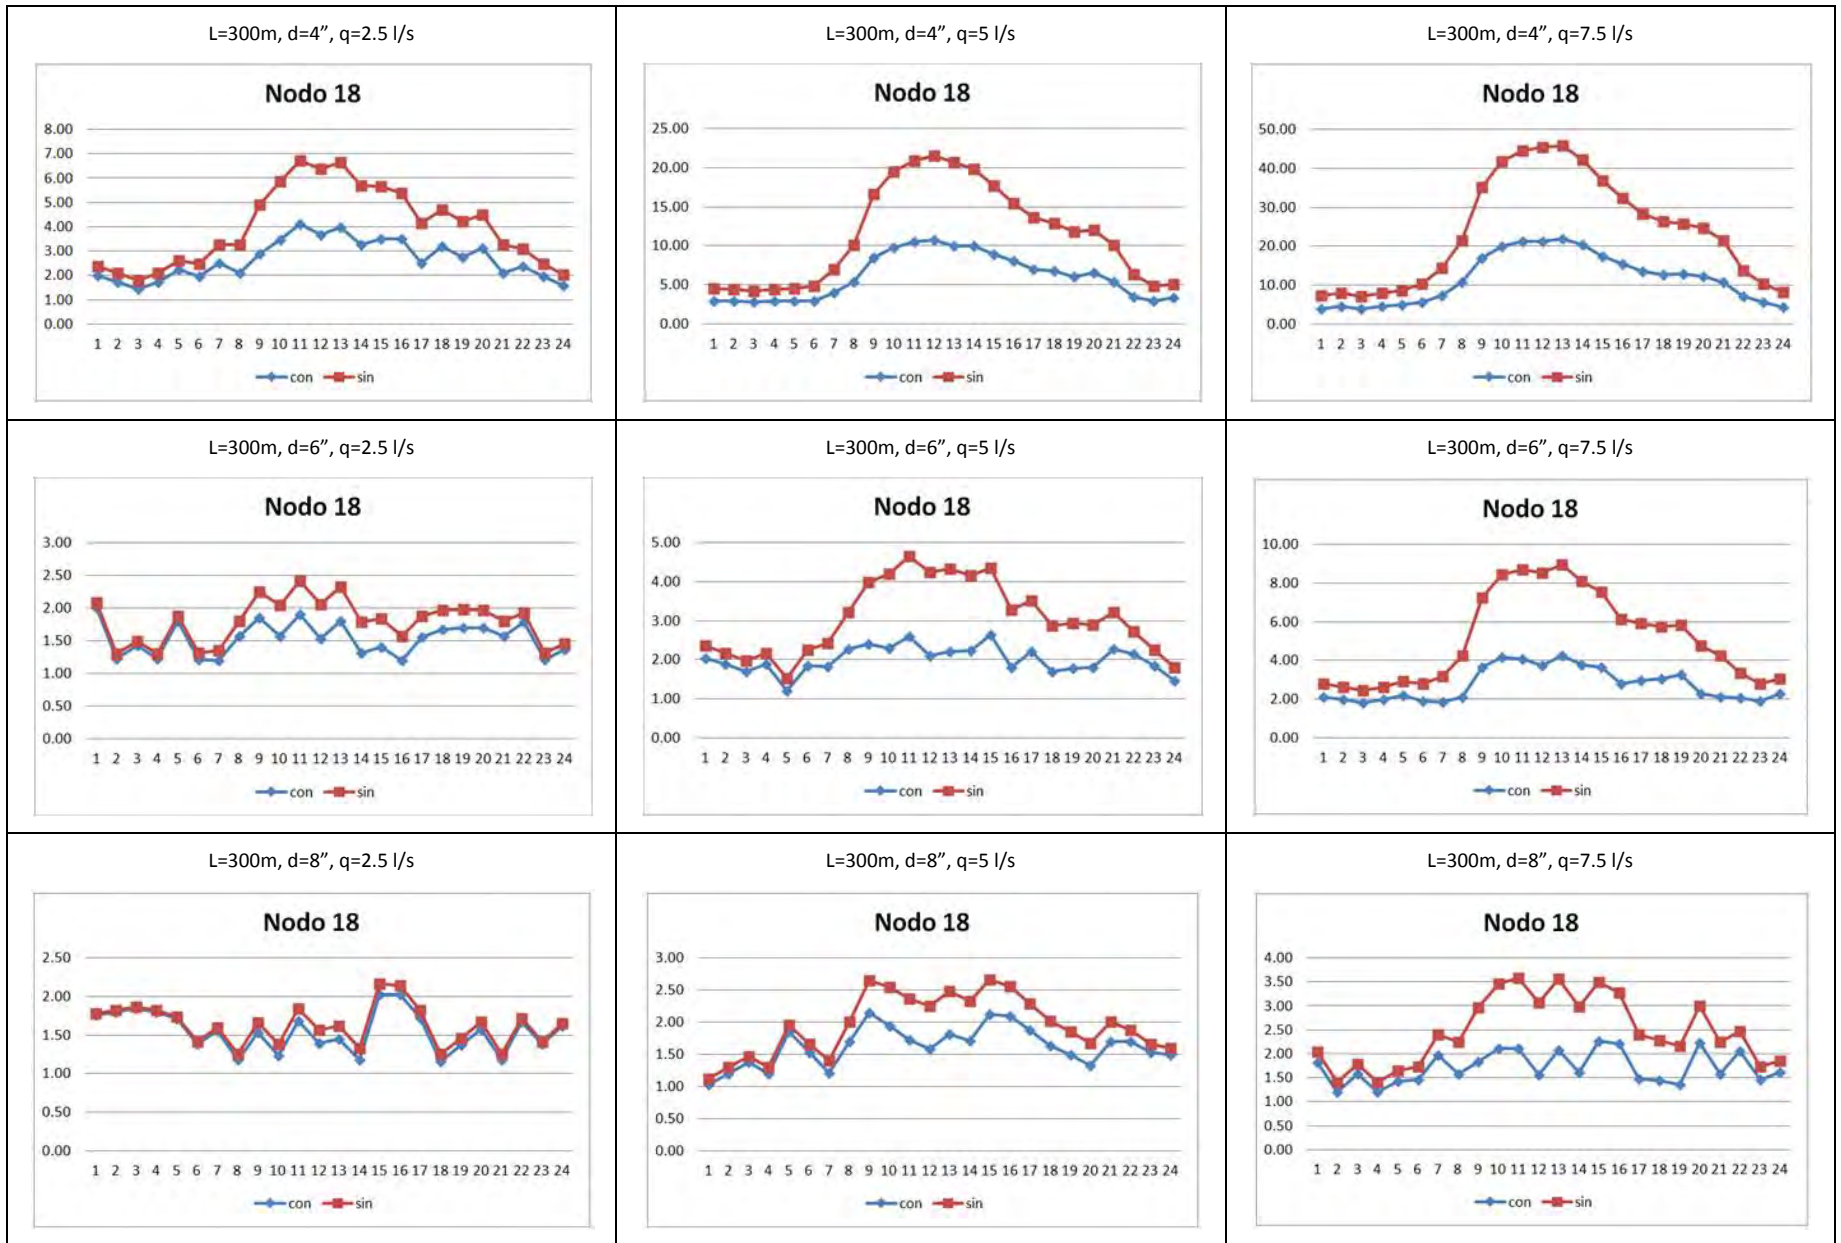 L=300m, d=4”, q=2.5 l/s
Nodo 18
8.00
7.00
6.00
5.00
4.00
3.00
2.00
1.00
0.00
1 2 3 4 5 6 7 8 9 10 11 12 13 14 15 16 17 18 19 20 21 22 23 24
con sin
L=300m, d=4”, q=5 l/s
Nodo 18
25.00
20.00
15.00
10.00
5.00
0.00
1 2 3 4 5 6 7 8 9 10 11 12 13 14 15 16 17 18 19 20 21 22 23 24
con sin
L=300m, d=4”, q=7.5 l/s
Nodo 18
50.00
40.00
30.00
20.00
10.00
0.00
1 2 3 4 5 6 7 8 9 10 11 12 13 14 15 16 17 18 19 20 21 22 23 24
con sin
L=300m, d=6”, q=2.5 l/s
Nodo 18
3.00
2.50
2.00
1.50
1.00
0.50
0.00
1 2 3 4 5 6 7 8 9 10 11 12 13 14 15 16 17 18 19 20 21 22 23 24
con sin
L=300m, d=6”, q=5 l/s
Nodo 18
5.00
4.00
3.00
2.00
1.00
0.00
1 2 3 4 5 6 7 8 9 10 11 12 13 14 15 16 17 18 19 20 21 22 23 24
con sin
L=300m, d=6”, q=7.5 l/s
Nodo 18
10.00
8.00
6.00
4.00
2.00
0.00
1 2 3 4 5 6 7 8 9 10 11 12 13 14 15 16 17 18 19 20 21 22 23 24
con sin
L=300m, d=8”, q=2.5 l/s
Nodo 18
2.50
2.00
1.50
1.00
0.50
0.00
1 2 3 4 5 6 7 8 9 10 11 12 13 14 15 16 17 18 19 20 21 22 23 24
con sin
L=300m, d=8”, q=5 l/s
Nodo 18
3.00
2.50
2.00
1.50
1.00
0.50
0.00
1 2 3 4 5 6 7 8 9 10 11 12 13 14 15 16 17 18 19 20 21 22 23 24
con sin
L=300m, d=8”, q=7.5 l/s
Nodo 18
4.00
3.50
3.00
2.50
2.00
1.50
1.00
0.50
0.00
1 2 3 4 5 6 7 8 9 10 11 12 13 14 15 16 17 18 19 20 21 22 23 24
con sin